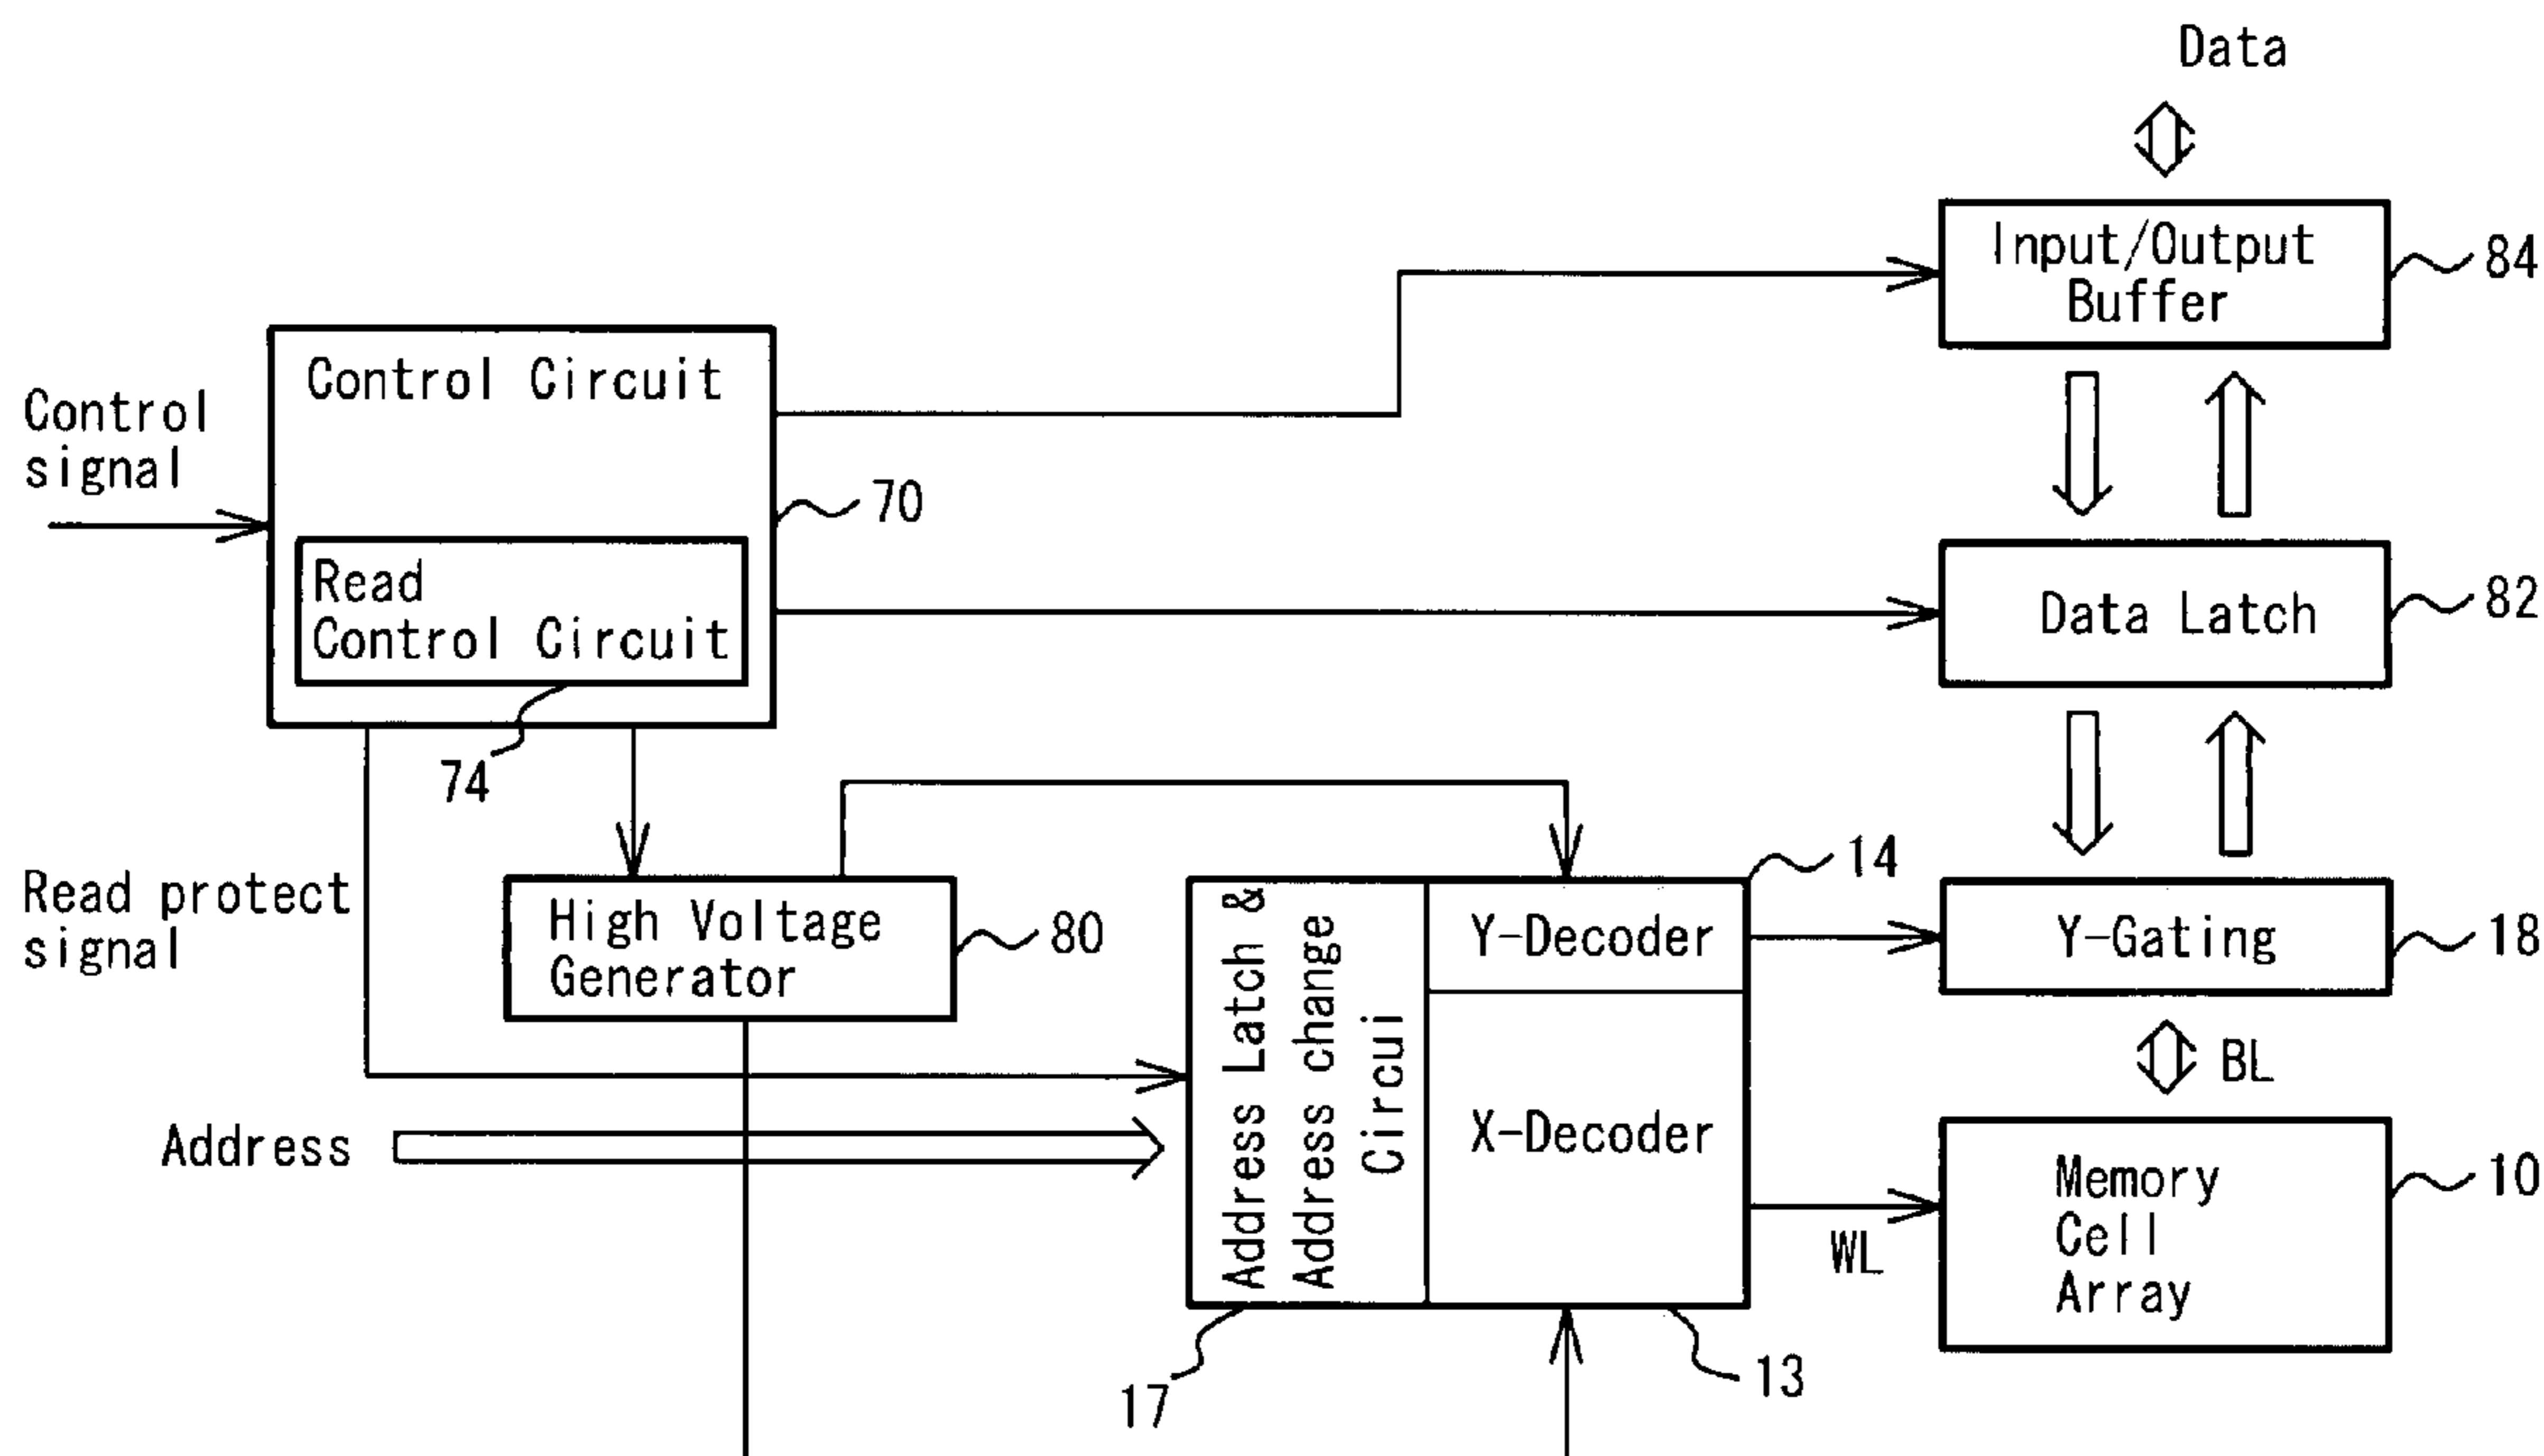 Data
Input/Output
Buffer
84
Control Circuit
Control
signal
70
Read
Control Circuit
74
Data Latch
82
Read protect
signal
High Voltage
Generator
80
14
Address Latch &
Address change
Circui
Y-Decoder
Y-Gating
18
BL
Address
X-Decoder
WL
Memory
Cell
Array
10
17
13